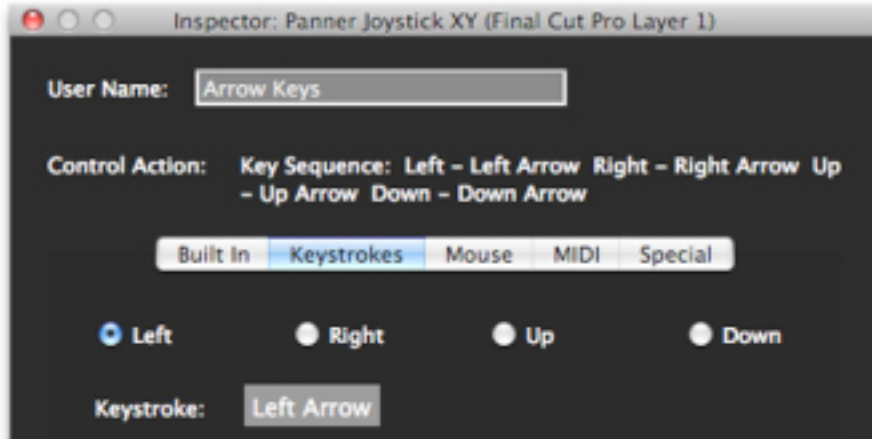 Inspector: Panner Joystick XY (Final Cut Pro Layer 1)
User Name: Arrow Keys
Control Action: Key Sequence: Left – Left Arrow Right – Right Arrow Up
– Up Arrow Down – Down Arrow
Built In Keystrokes Mouse MIDI Special
Left Right Up Down
Keystroke: Left Arrow